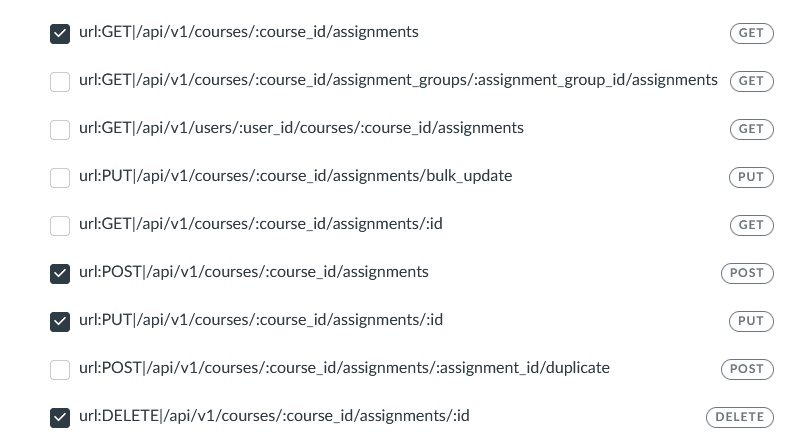 url:GET|/api/v1/courses/:course_id/assignments GET
url:GET|/api/v1/courses/:course_id/assignment_groups/:assignment_group_id/assignments GET
url:GET|/api/v1/users/:user_id/courses/:course_id/assignments GET
url:PUT|/api/v1/courses/:course_id/assignments/bulk_update PUT
url:GET|/api/v1/courses/:course_id/assignments/:id GET
url:POST|/api/v1/courses/:course_id/assignments POST
url:PUT|/api/v1/courses/:course_id/assignments/:id PUT
url:POST|/api/v1/courses/:course_id/assignments/:assignment_id/duplicate POST
url:DELETE|/api/v1/courses/:course_id/assignments/:id DELETE